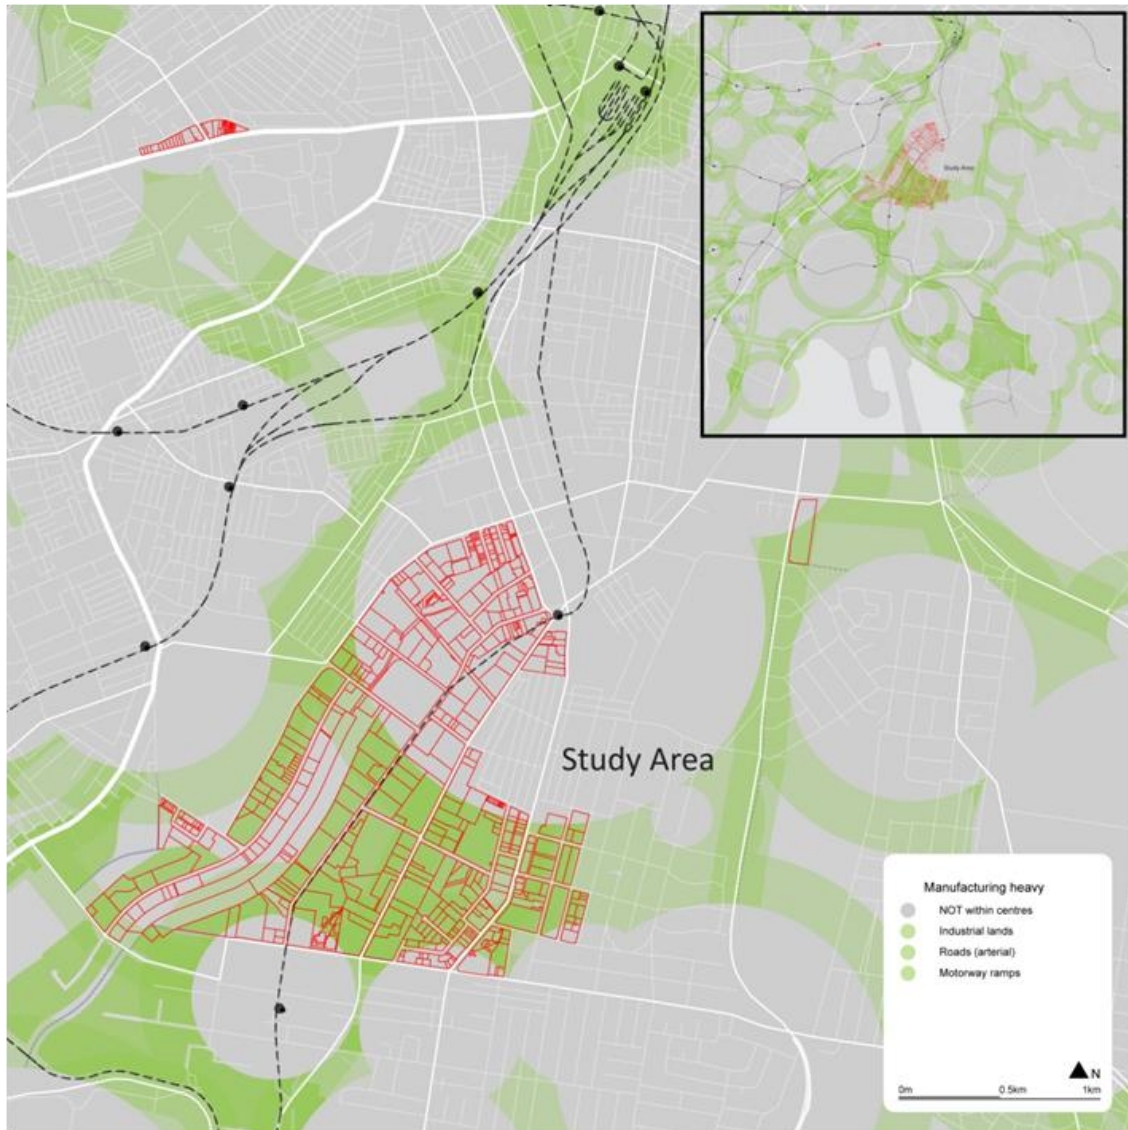 Study Area
Study Area
Manufacturing heavy
NOT within centres
Industrial lands
Roads (arterial)
Motorway ramps
N
0m 0.5km 1km